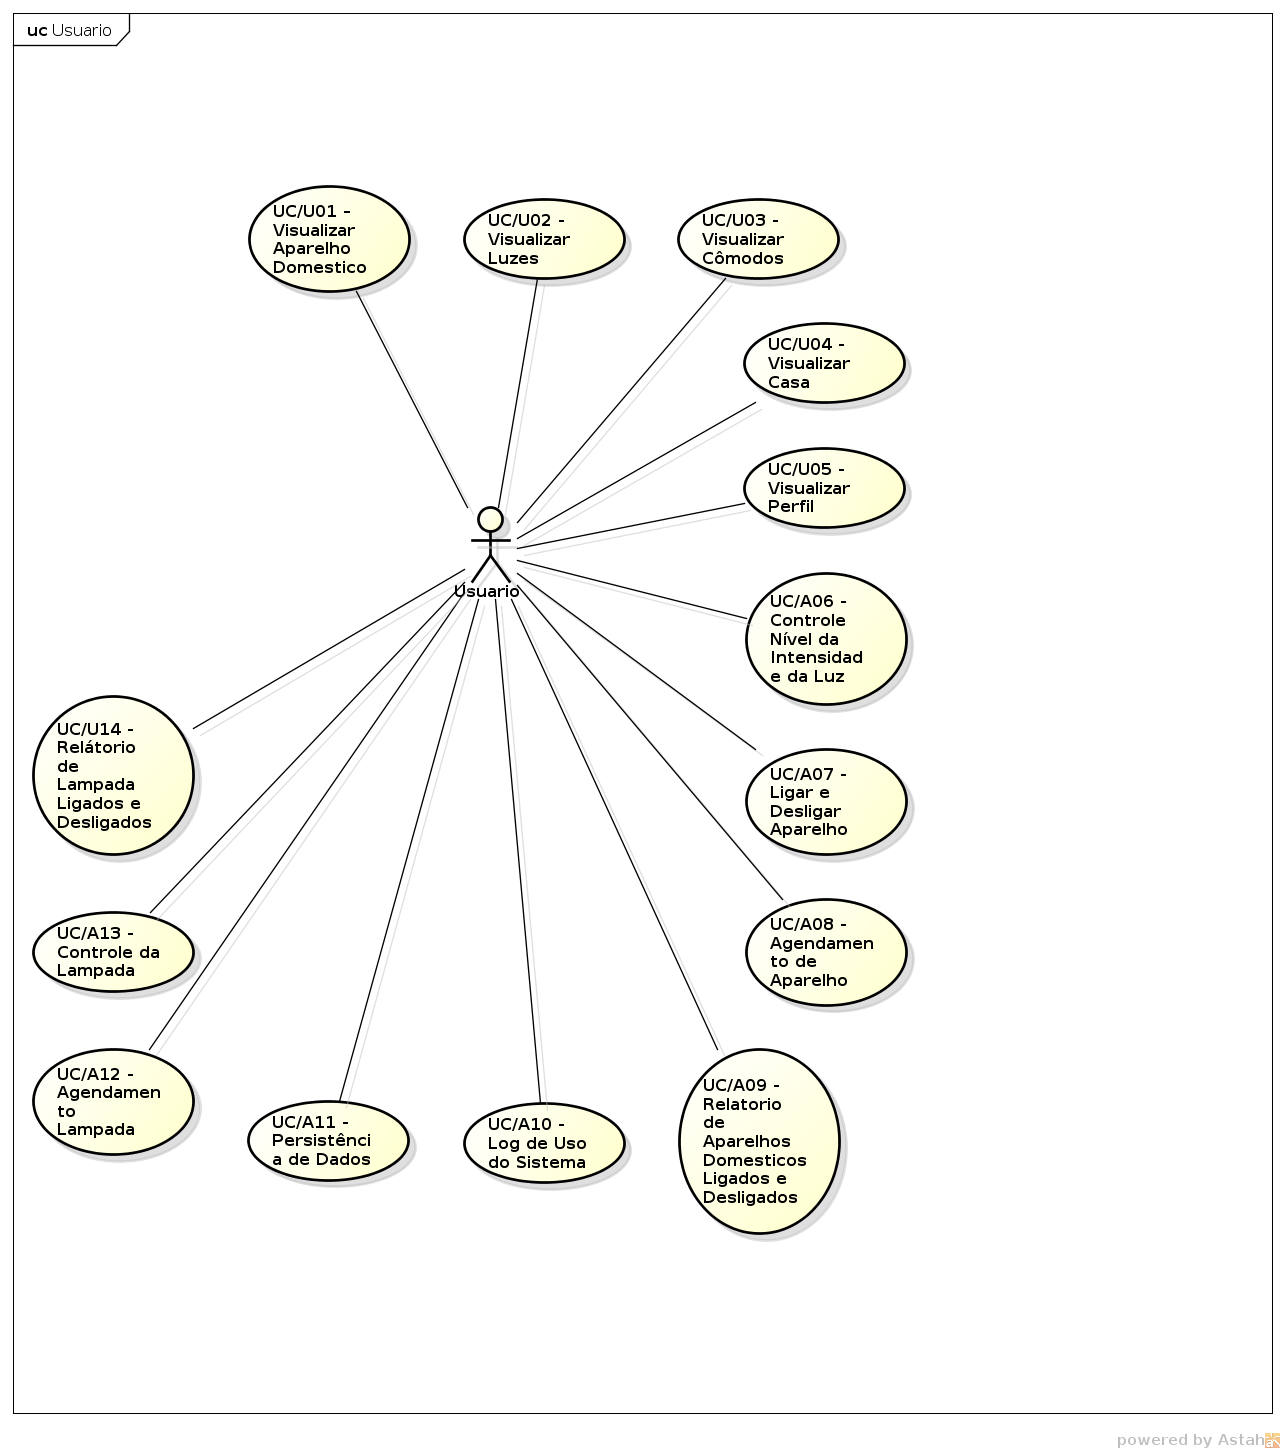 uc Usuario
UC/U01 -
Visualizar
Aparelho
Domestico
UC/U02 -
Visualizar
Luzes
UC/U03 -
Visualizar
Cômodos
UC/U04 -
Visualizar
Casa
UC/U05 -
Visualizar
Perfil
Usuario
UC/A06 -
Controle
Nível da
Intensidad
e da Luz
UC/U14 -
Relátorio
de
Lampada
Ligados e
Desligados
UC/A07 -
Ligar e
Desligar
Aparelho
UC/A13 -
Controle da
Lampada
UC/A08 -
Agendamen
to de
Aparelho
UC/A12 -
Agendamen
to
Lampada
UC/A11 -
Persistênci
a de Dados
UC/A10 -
Log de Uso
do Sistema
UC/A09 -
Relatorio
de
Aparelhos
Domesticos
Ligados e
Desligados
powered by Astah